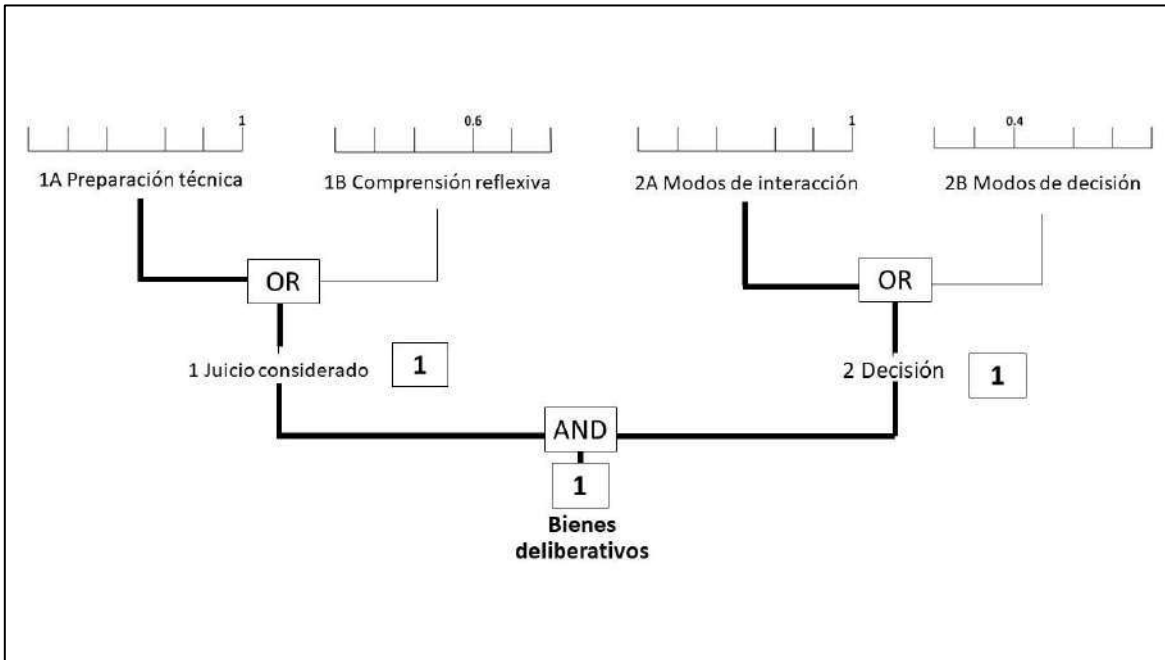 1
0.6
1
0.4
1A Preparación técnica
1B Comprensión reflexiva
2A Modos de interacción
2B Modos de decisión
OR
OR
1 Juicio considerado
1
2 Decisión
1
AND
1
Bienes
deliberativos